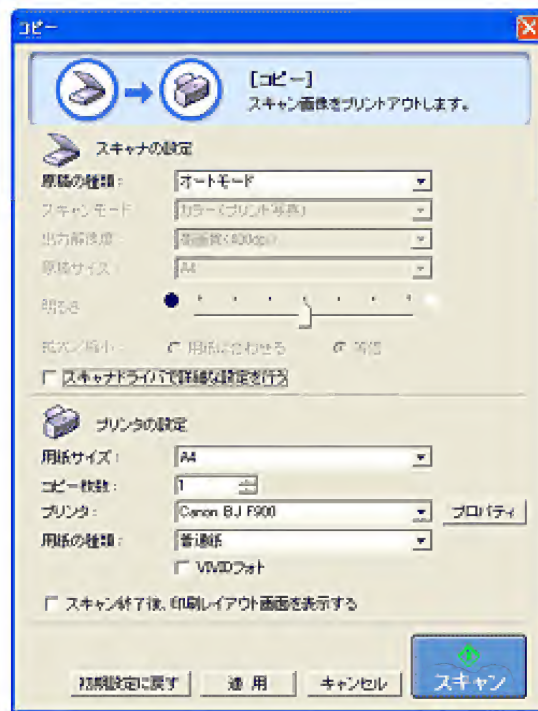 コピー
[コピー]
スキャン画像をプリントアウトします。
スキャナの設定
原稿の種類： オートモード
スキャンモード カラー(プリント写真)
出力解像度： 高画質(400dpi)
原稿サイズ： A4
明るさ
拡大／縮小： 用紙に合わせる 等倍
スキャナドライバで詳細な設定を行う
プリンタの設定
用紙サイズ： A4
コピー枚数： 1
プリンタ： Canon BJ F900 プロパティ
用紙の種類： 普通紙
VIVIDフォト
スキャン終了後、印刷レイアウト画面を表示する
初期設定に戻す 適 用 キャンセル スキャン